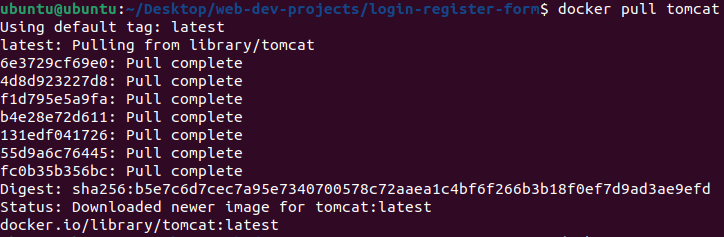 ubuntu@ubuntu:~/Desktop/web-dev-projects/login-register-form$ docker pull tomcat
Using default tag: latest
latest: Pulling from library/tomcat
6e3729cf69e0: Pull complete
4d8d923227d8: Pull complete
f1d795e5a9fa: Pull complete
b4e28e72d611: Pull complete
131edf041726: Pull complete
55d9a6c76445: Pull complete
fc0b35b356bc: Pull complete
Digest: sha256:b5e7c6d7cec7a95e7340700578c72aaea1c4bf6f266b3b18f0ef7d9ad3ae9efd
Status: Downloaded newer image for tomcat:latest
docker.io/library/tomcat:latest